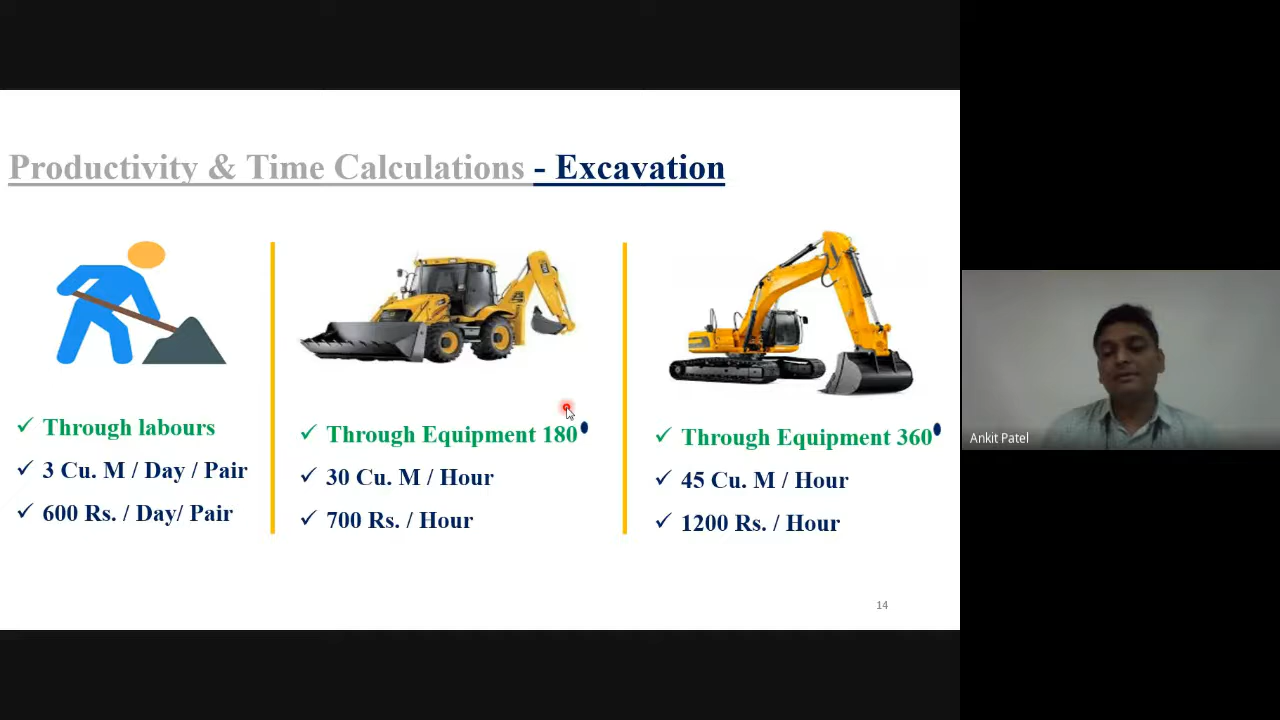 Productivity & Time Calculations - Excavation
✓ Through labours
✓ 3 Cu. M / Day / Pair
✓ 600 Rs. / Day/ Pair
✓ Through Equipment 180
✓ 30 Cu. M / Hour
✓ 700 Rs. / Hour
✓ Through Equipment 360
✓ 45 Cu. M / Hour
✓ 1200 Rs. / Hour
14
Ankit Patel